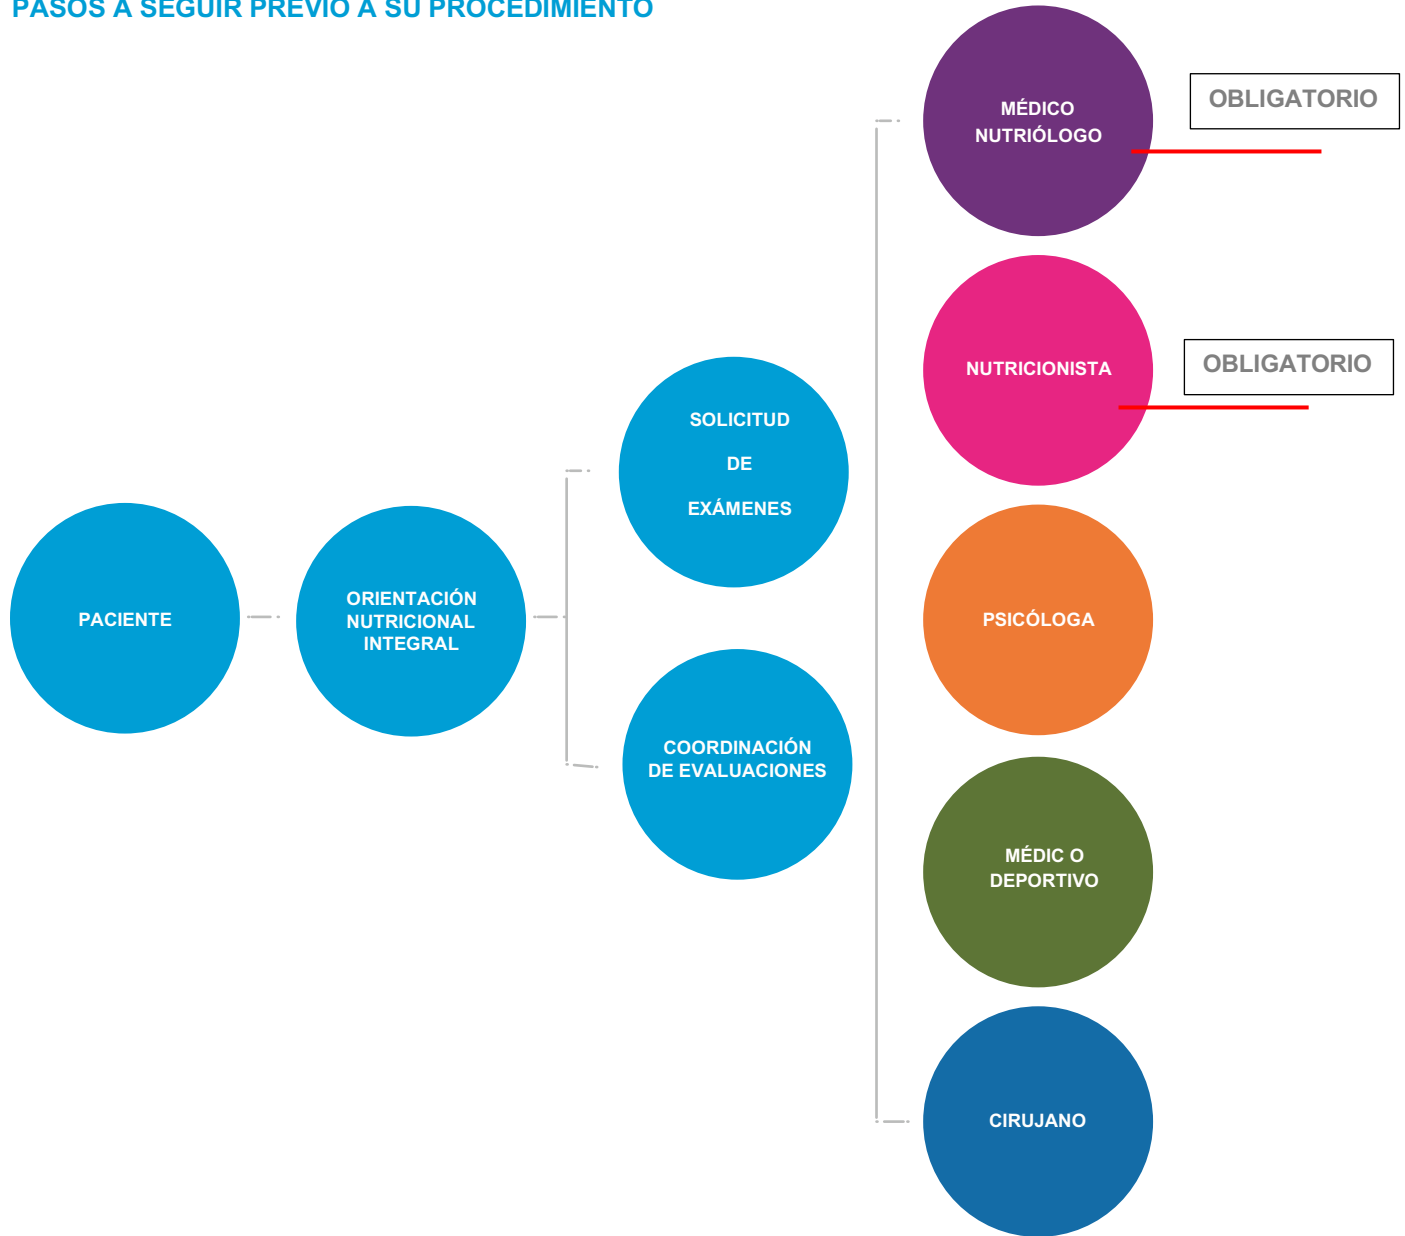 PASOS A SEGUIR PREVIO A SU PROCEDIMIENTO
PACIENTE
ORIENTACIÓN
NUTRICIONAL
INTEGRAL
SOLICITUD
DE
EXÁMENES
COORDINACIÓN
DE EVALUACIONES
MÉDICO
NUTRIÓLOGO
OBLIGATORIO
NUTRICIONISTA
OBLIGATORIO
PSICÓLOGA
MÉDIC O
DEPORTIVO
CIRUJANO